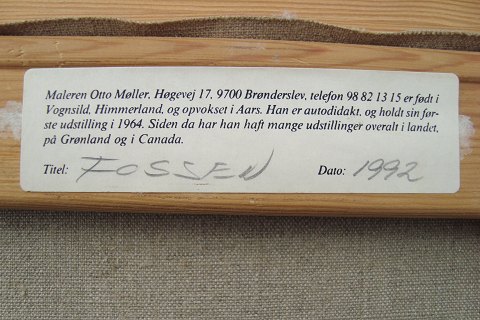 Maleren Otto Møller, Høgevej 17, 9700 Brønderslev, telefon 98 82 13 15 er født i
Vognsild, Himmerland, og opvokset i Aars. Han er autodidakt, og holdt sin før-
ste udstilling i 1964. Siden da har han haft mange udstillinger overalt i landet,
på Grønland og i Canada.
Titel: FOSSEN Dato: 1992